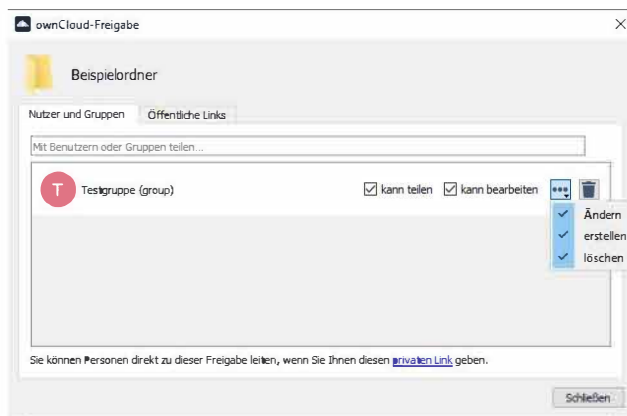 ownCloud-Freigabe
Beispielordner
Nutzer und Gruppen Öffentliche Links
Mit Benutzern oder Gruppen teilen ...
T Testgruppe (group) kann teilen kann bearbeiten
Ändern
erstellen
löschen
Sie können Personen direkt zu dieser Freigabe leiten, wenn Sie Ihnen diesen privaten Link geben.
Schließen